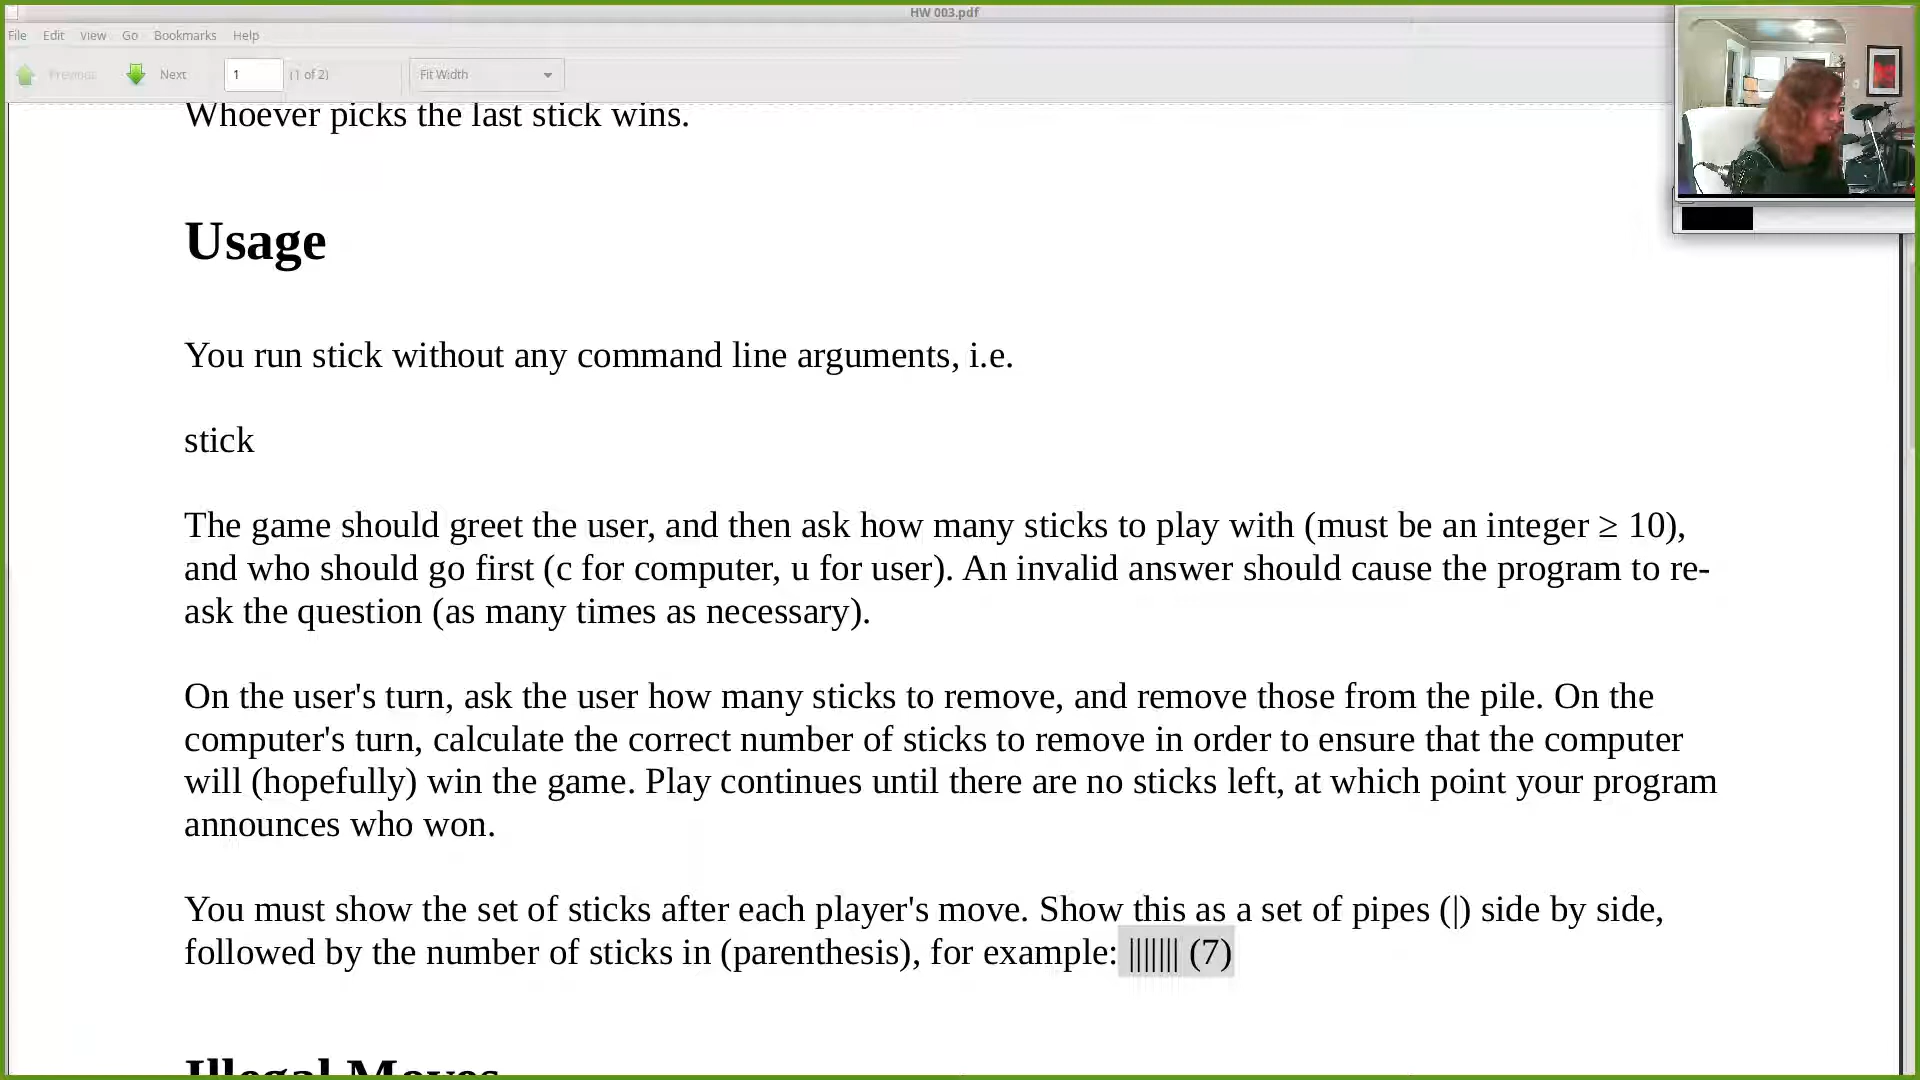 HW 003.pdf
File Edit View Go Bookmarks Help
Previous Next 1 (1 of 2) Fit Width
Whoever picks the last stick wins.
Usage
You run stick without any command line arguments, i.e.
stick
The game should greet the user, and then ask how many sticks to play with (must be an integer ≥ 10),
and who should go first (c for computer, u for user). An invalid answer should cause the program to re-
ask the question (as many times as necessary).
On the user's turn, ask the user how many sticks to remove, and remove those from the pile. On the
computer's turn, calculate the correct number of sticks to remove in order to ensure that the computer
will (hopefully) win the game. Play continues until there are no sticks left, at which point your program
announces who won.
You must show the set of sticks after each player's move. Show this as a set of pipes (|) side by side,
followed by the number of sticks in (parenthesis), for example: ||||||| (7)
Illegal Moves